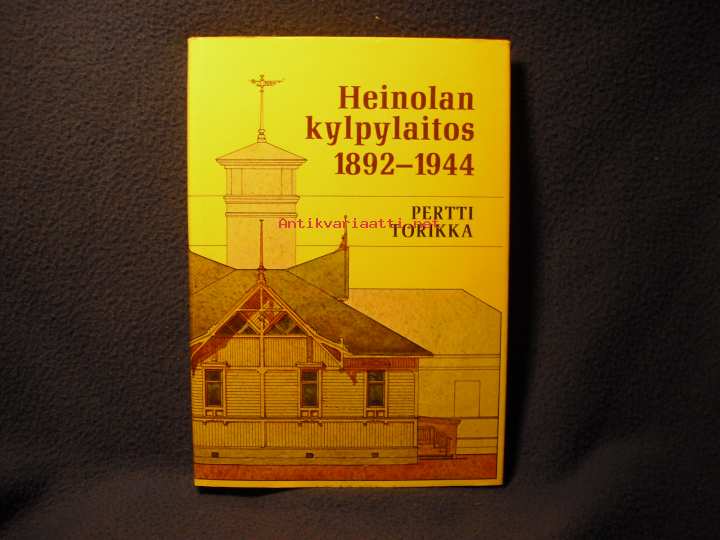 Heinolan
kylpylaitos
1892–1944
PERTTI
Antikvariaatti.net
TORIKKA